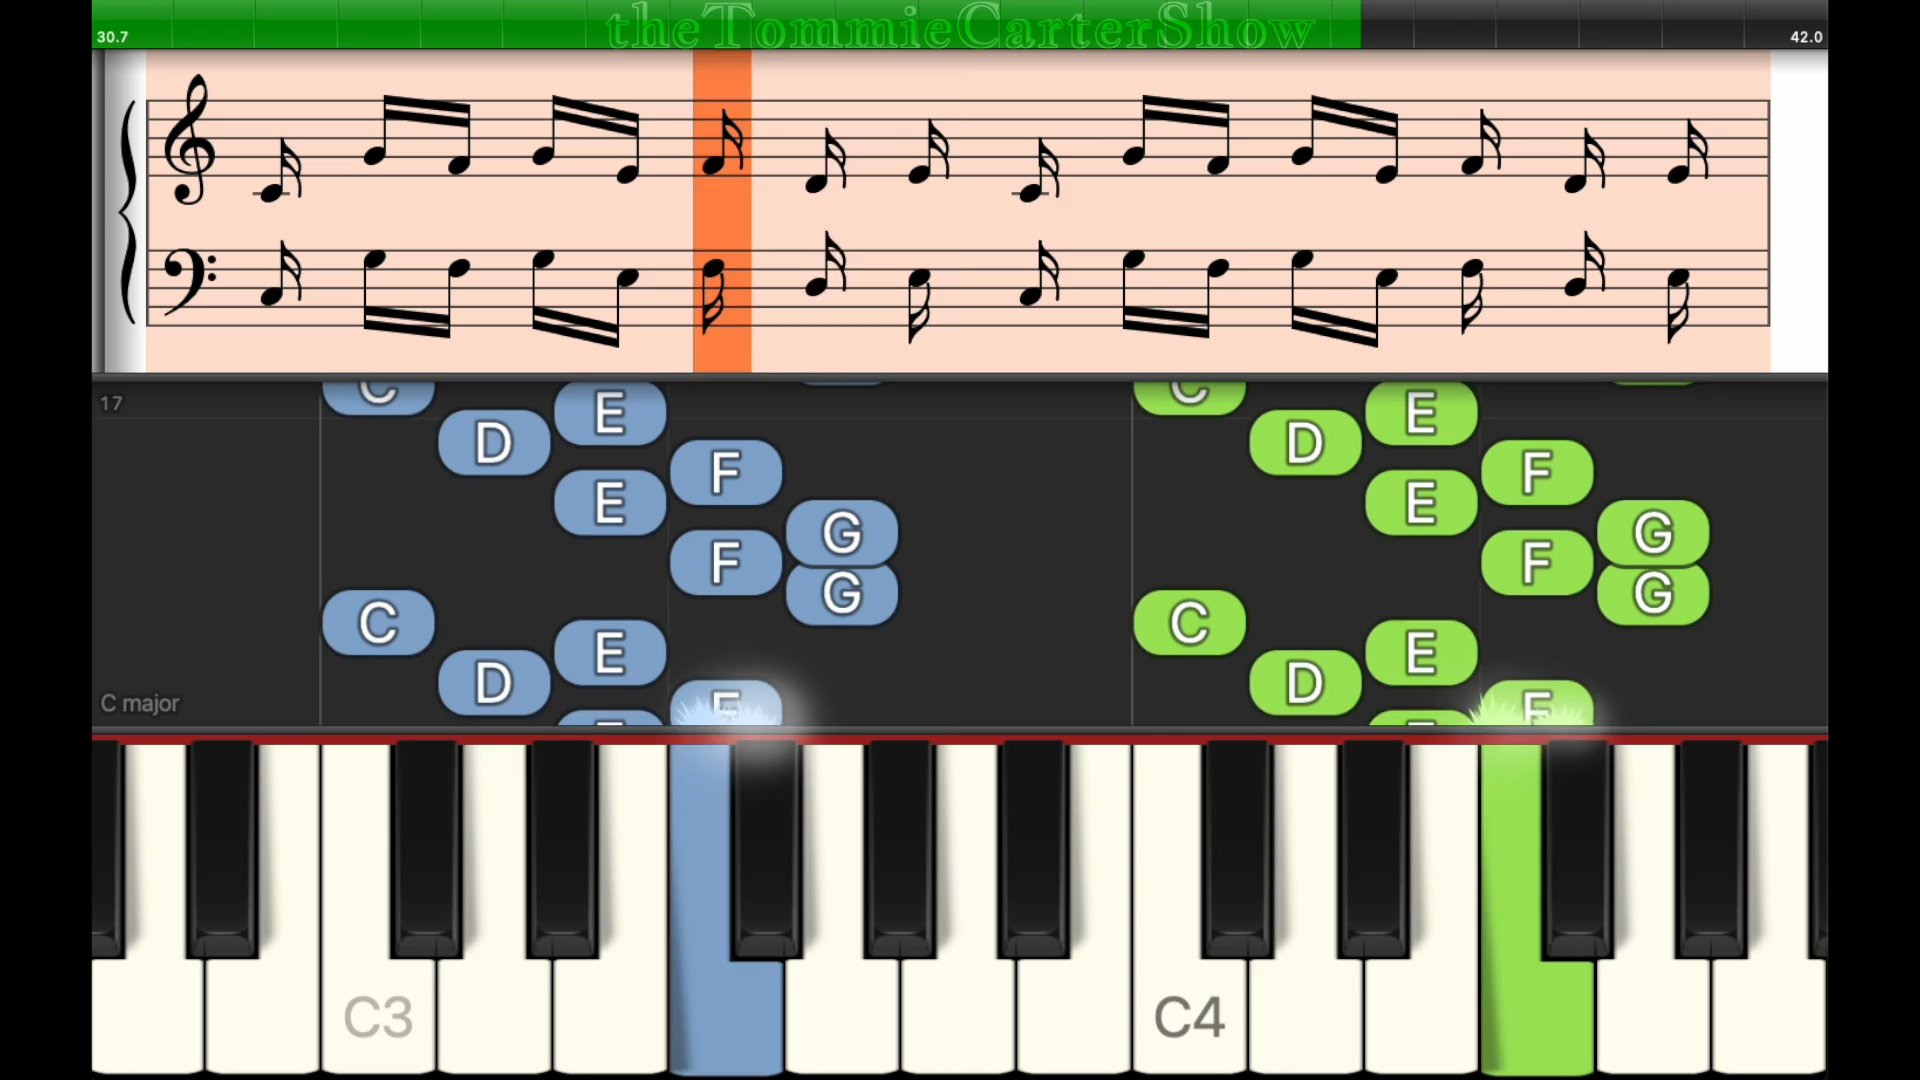 theTommieCarterShow
30.7
42.0
17
C C
E E
D D
F F
E E
G G
F F
G G
C C
E E
D D
C major
F F
C3 C4